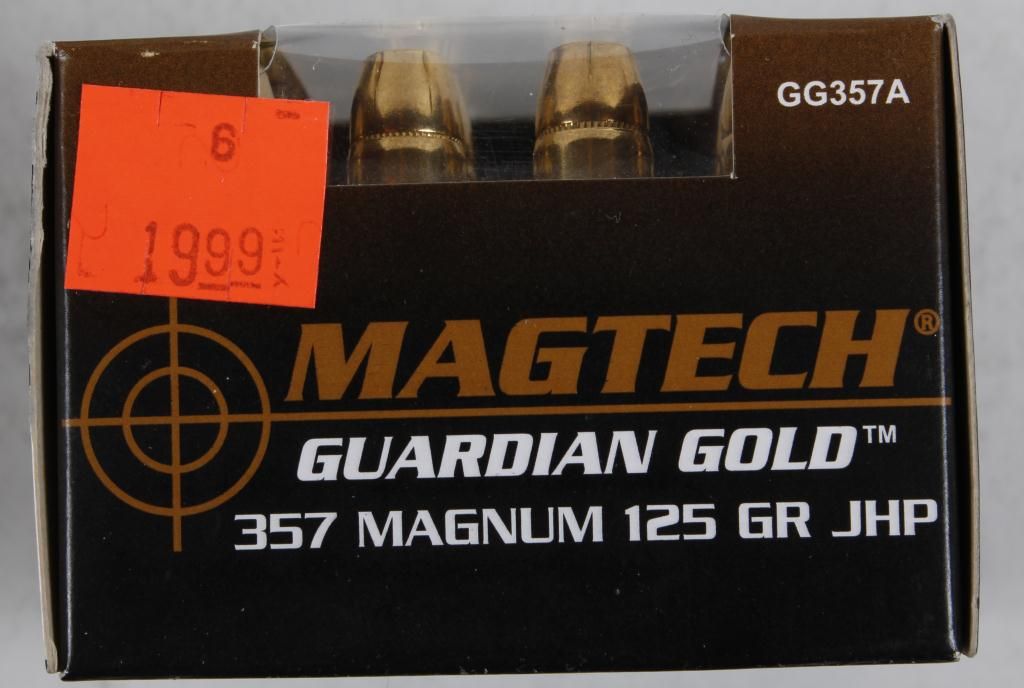 GG357A
6
1999
MAGTECH®
GUARDIAN GOLD™
357 MAGNUM 125 GR JHP